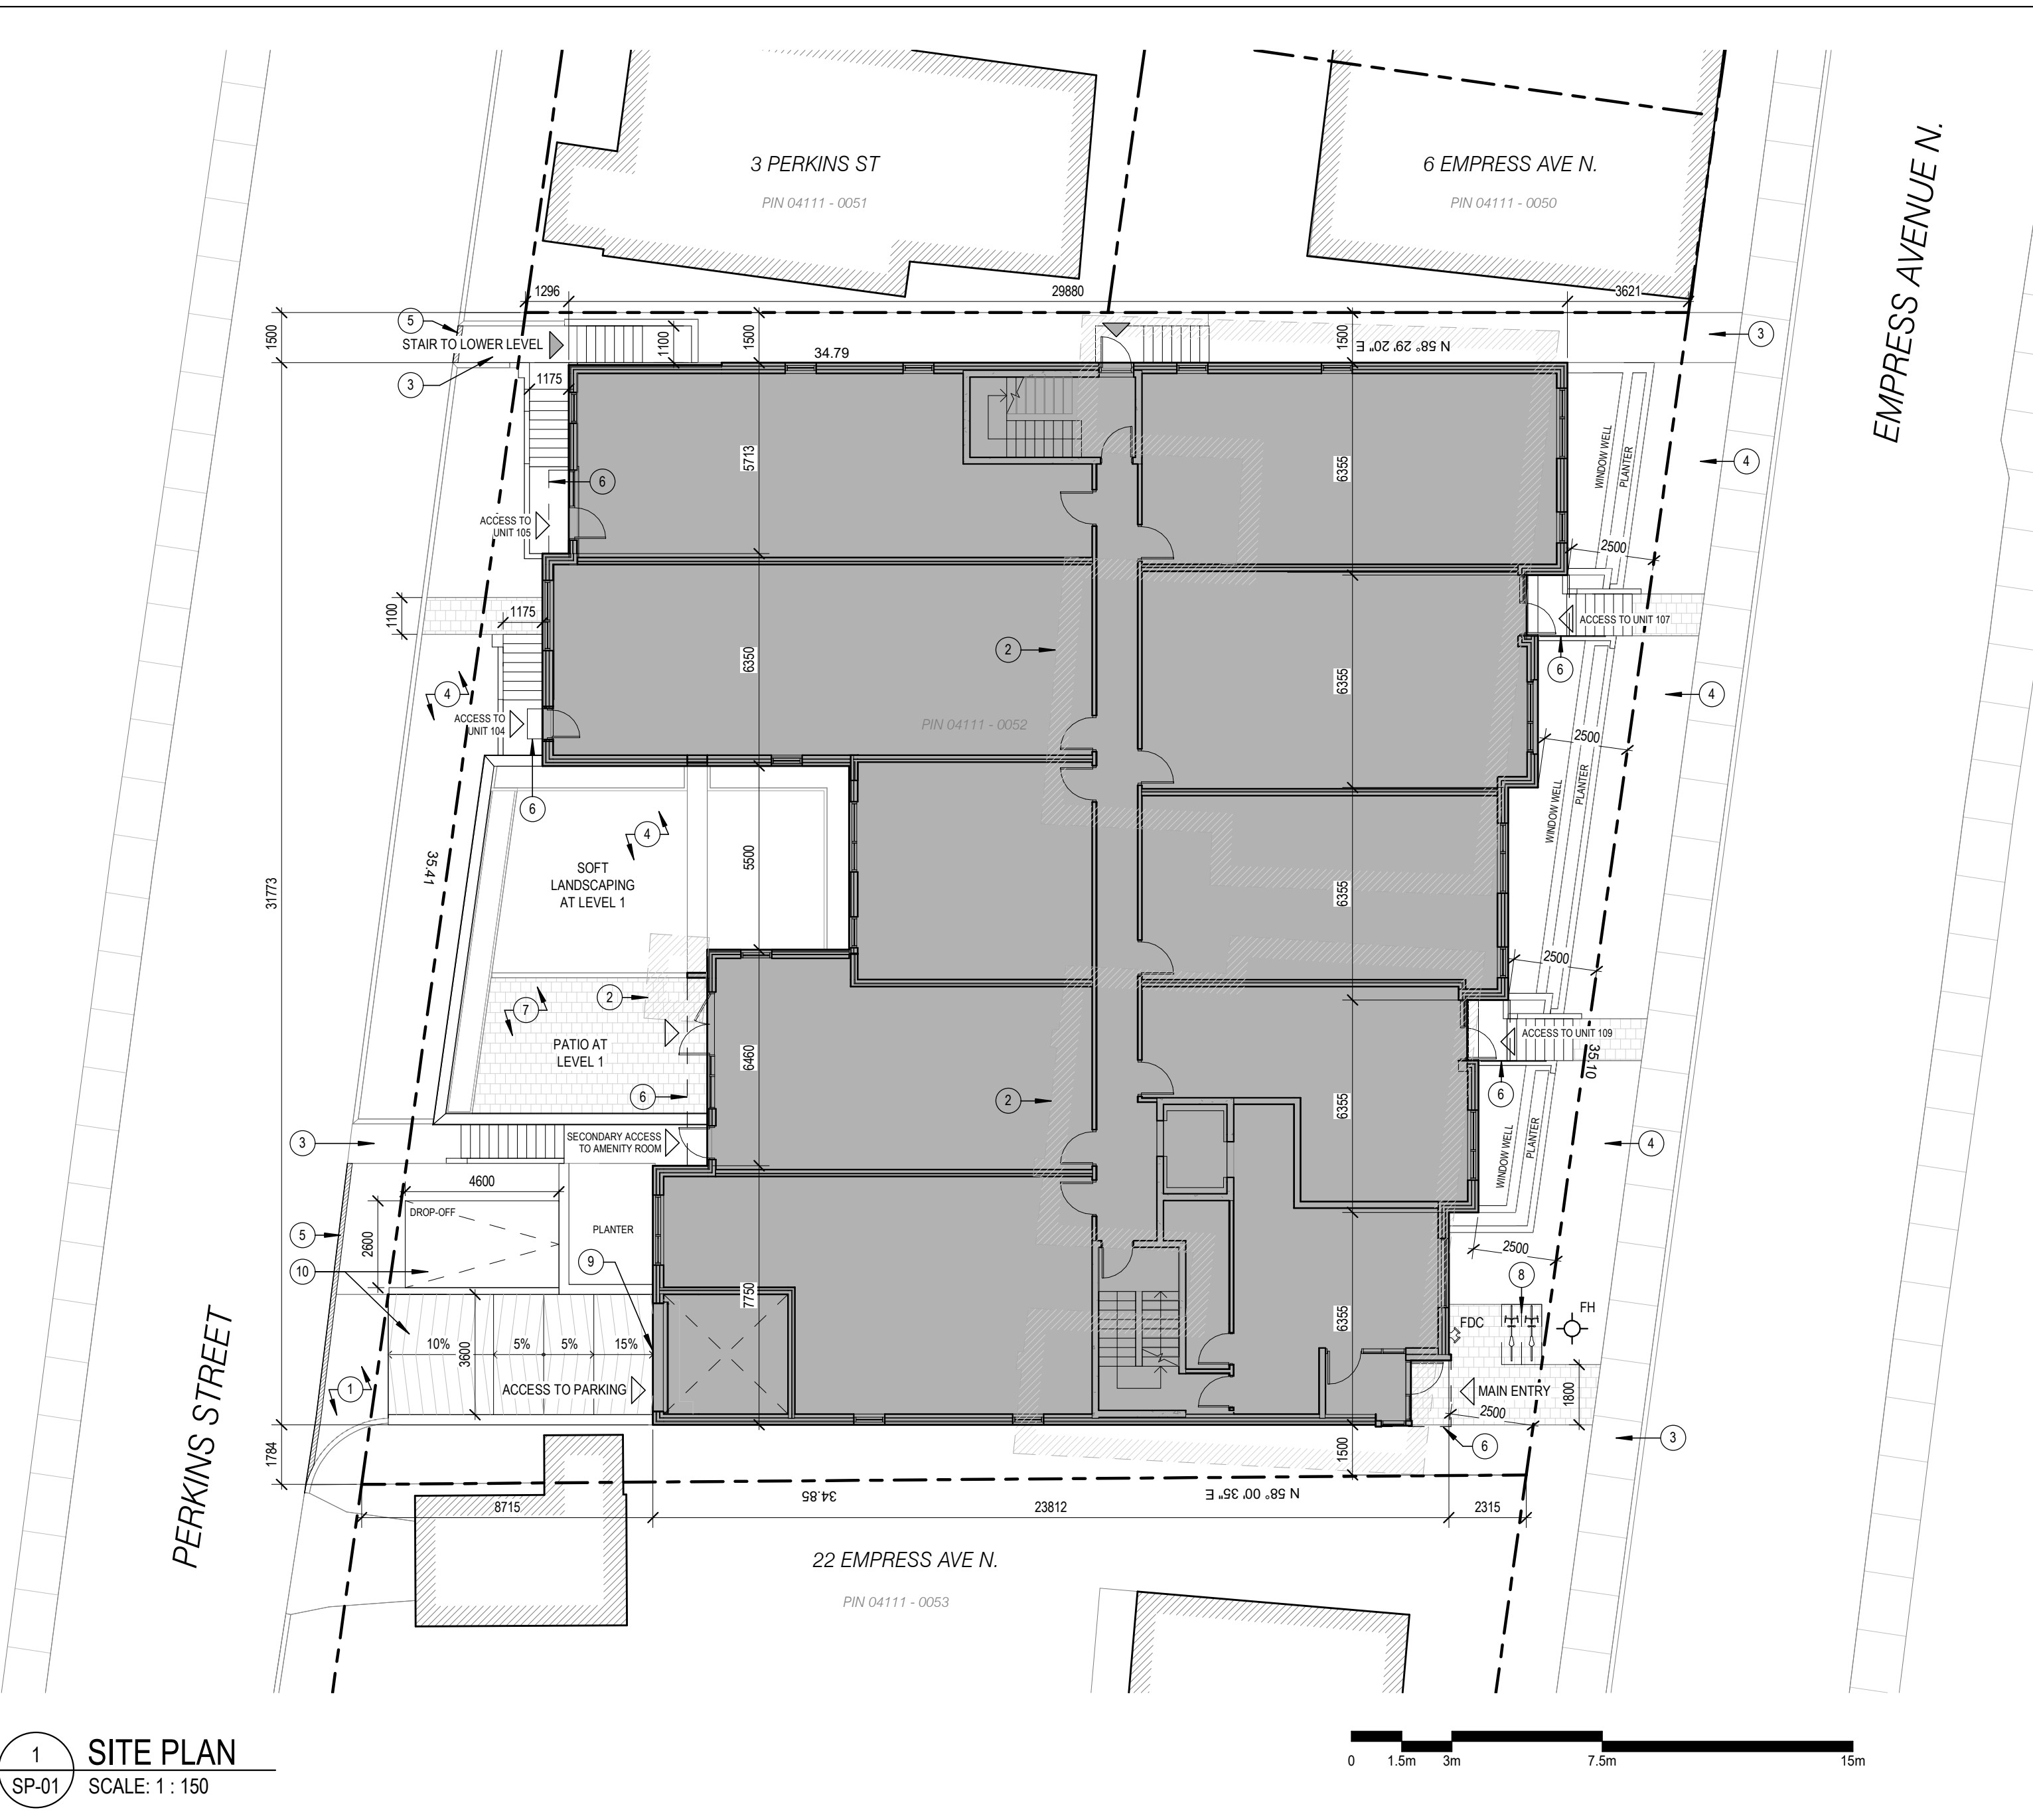 3 PERKINS ST
PIN 04111 - 0051
6 EMPRESS AVE N.
PIN 04111 - 0050
EMPRESS AVENUE N.
1296
29880
3621
5
STAIR TO LOWER LEVEL
3
1500
1100
1500
34.79
1500
N 58° 29' 20" E
3
1175
5713
6355
WINDOW WELL
PLANTER
4
6
ACCESS TO
UNIT 105
2500
1100
1175
ACCESS TO UNIT 107
2
6
6350
6355
4
4
ACCESS TO
UNIT 104
PIN 04111 - 0052
2500
WINDOW WELL
PLANTER
6
4
SOFT
LANDSCAPING
AT LEVEL 1
35.41
31773
5500
6355
2500
7
2
PATIO AT
LEVEL 1
6460
ACCESS TO UNIT 109
35.10
6
2
6
6355
WINDOW WELL
PLANTER
4
3
SECONDARY ACCESS
TO AMENITY ROOM
4600
DROP-OFF
PLANTER
2600
5
9
10
2500
8
7750
6355
FH
FDC
10%
3600
5%
5%
15%
1
ACCESS TO PARKING
MAIN ENTRY
1800
2500
6
3
PERKINS STREET
1784
1500
8715
34.85
23812
N 58° 00' 35" E
2315
22 EMPRESS AVE N.
PIN 04111 - 0053
1
SP-01
SITE PLAN
SCALE: 1 : 150
0
1.5m
3m
7.5m
15m